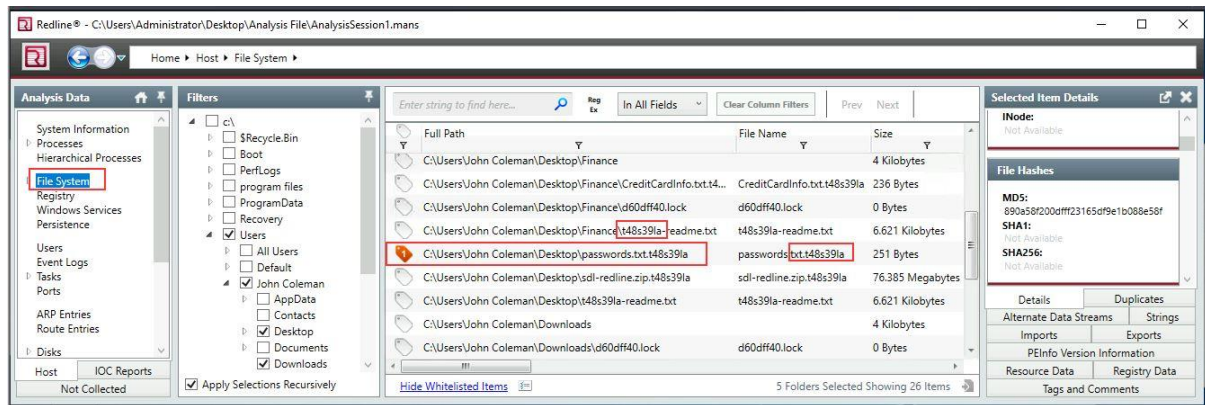 Redline® - C:\Users\Administrator\Desktop\Analysis File\AnalysisSession1.mans
Home ▸ Host ▸ File System ▸
Analysis Data
System Information
Processes
Hierarchical Processes
File System
Registry
Windows Services
Persistence
Users
Event Logs
Tasks
Ports
ARP Entries
Route Entries
Disks
Host
IOC Reports
Not Collected
Filters
c:\
$Recycle.Bin
Boot
PerfLogs
program files
ProgramData
Recovery
Users
All Users
Default
John Coleman
AppData
Contacts
Desktop
Documents
Downloads
Apply Selections Recursively
Enter string to find here... Reg Ex In All Fields Clear Column Filters Prev Next
Full Path File Name Size
C:\Users\John Coleman\Desktop\Finance 4 Kilobytes
C:\Users\John Coleman\Desktop\Finance\CreditCardInfo.txt.t4... CreditCardInfo.txt.t48s39la 236 Bytes
C:\Users\John Coleman\Desktop\Finance\d60dff40.lock d60dff40.lock 0 Bytes
C:\Users\John Coleman\Desktop\Finance\t48s39la-readme.txt t48s39la-readme.txt 6.621 Kilobytes
1 C:\Users\John Coleman\Desktop\passwords.txt.t48s39la passwords.txt.t48s39la 251 Bytes
C:\Users\John Coleman\Desktop\sdl-redline.zip.t48s39la sdl-redline.zip.t48s39la 76.385 Megabytes
C:\Users\John Coleman\Desktop\t48s39la-readme.txt t48s39la-readme.txt 6.621 Kilobytes
C:\Users\John Coleman\Downloads 4 Kilobytes
C:\Users\John Coleman\Downloads\d60dff40.lock d60dff40.lock 0 Bytes
Hide Whitelisted Items 5 Folders Selected Showing 26 Items
Selected Item Details
INode:
Not Available
File Hashes
MD5:
890a58f200dfff23165df9e1b088e58f
SHA1:
Not Available
SHA256:
Not Available
Details Duplicates
Alternate Data Streams Strings
Imports Exports
PEInfo Version Information
Resource Data Registry Data
Tags and Comments